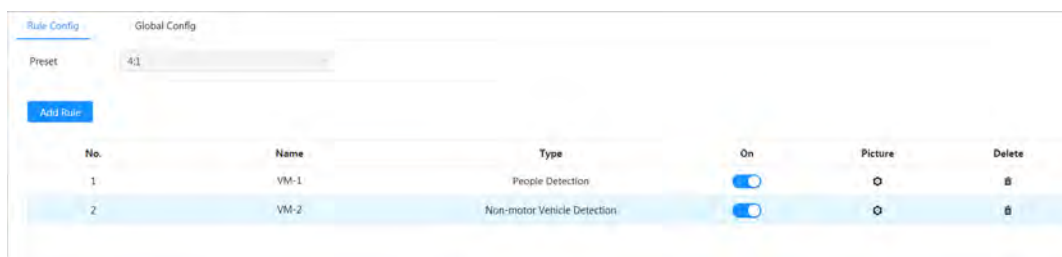 Rule Config Global Config
Preset 4:1
Add Rule
No. Name Type On Picture Delete
1 VM-1 People Detection
2 VM-2 Non-motor Vehicle Detection